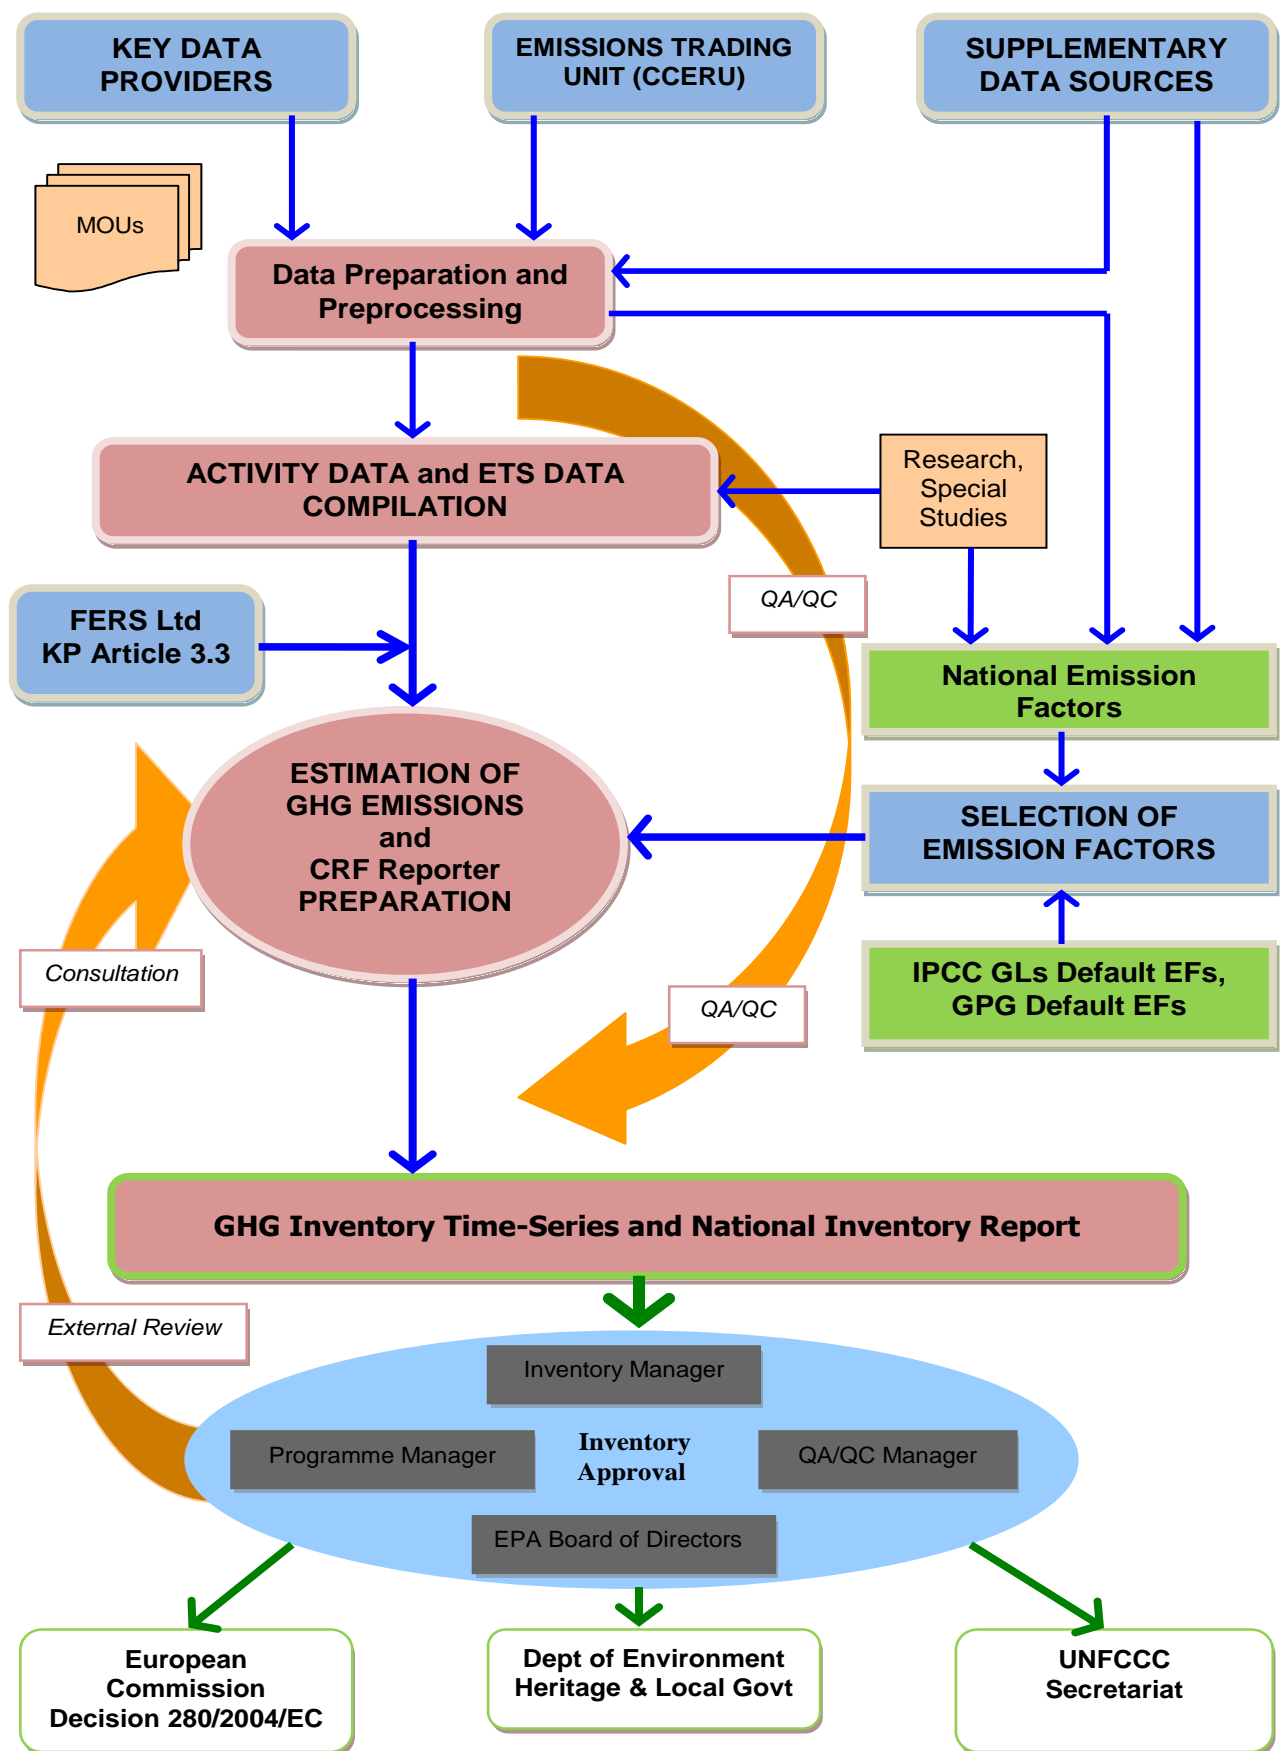 KEY DATA
PROVIDERS
EMISSIONS TRADING
UNIT (CCERU)
SUPPLEMENTARY
DATA SOURCES
MOUs
Data Preparation and
Preprocessing
ACTIVITY DATA and ETS DATA
COMPILATION
Research,
Special
Studies
QA/QC
FERS Ltd
KP Article 3.3
National Emission
Factors
ESTIMATION OF
GHG EMISSIONS
and
CRF Reporter
PREPARATION
SELECTION OF
EMISSION FACTORS
Consultation
QA/QC
IPCC GLs Default EFs,
GPG Default EFs
GHG Inventory Time-Series and National Inventory Report
External Review
Inventory Manager
Programme Manager
Inventory
Approval
QA/QC Manager
EPA Board of Directors
European
Commission
Decision 280/2004/EC
Dept of Environment
Heritage & Local Govt
UNFCCC
Secretariat